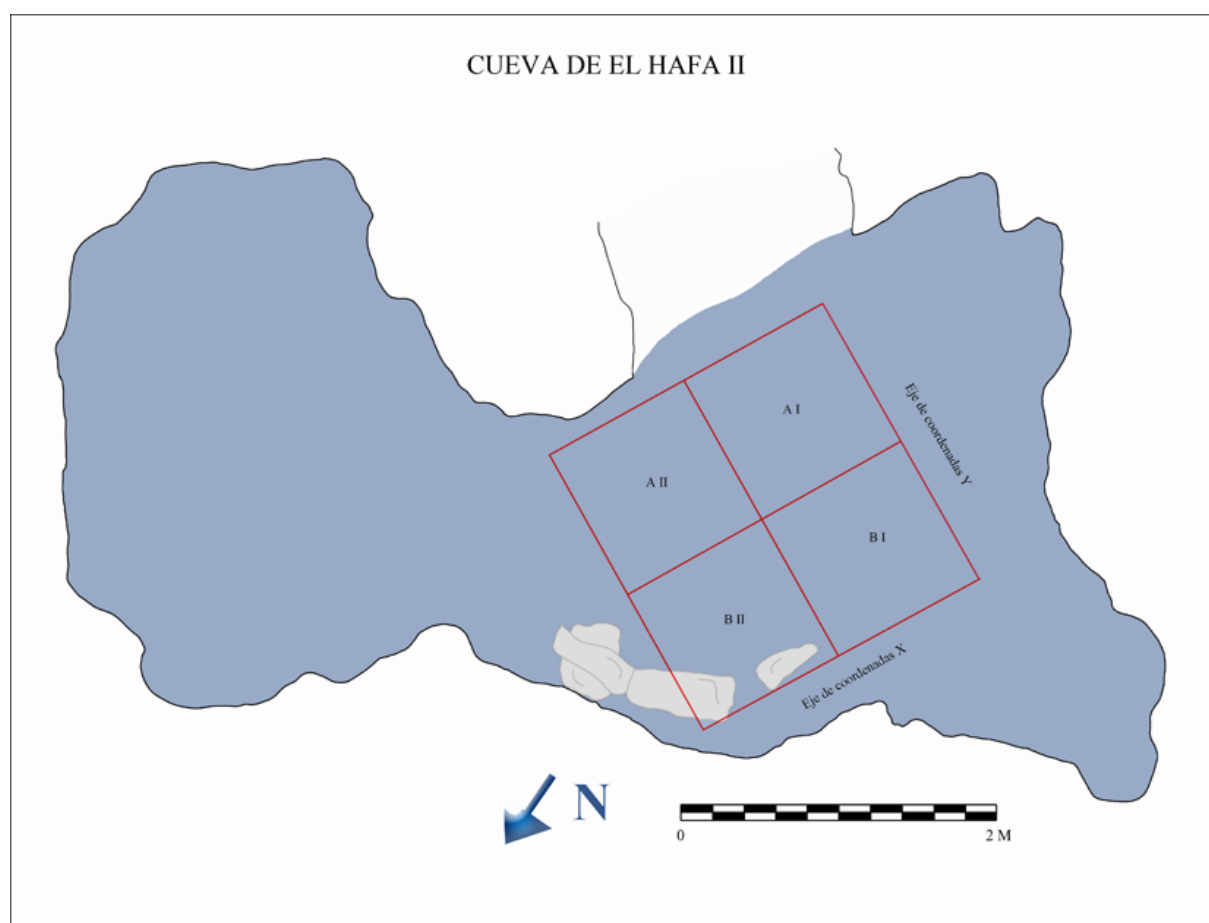 CUEVA DE EL HAFA II
A I
Eje de coordenadas Y
A II
B I
B II
Eje de coordenadas X
N
0
2 M